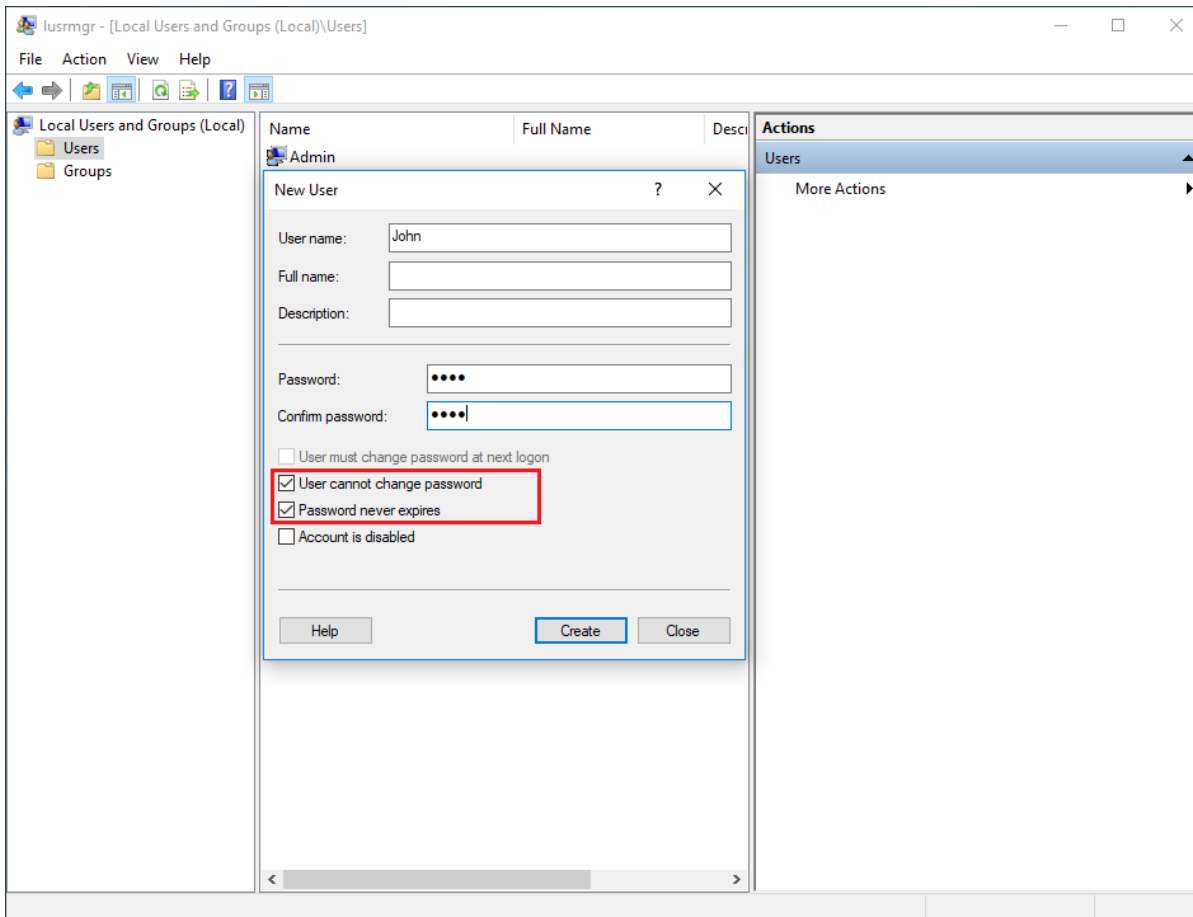 lusrmgr - [Local Users and Groups (Local)\Users]
File Action View Help
Local Users and Groups (Local)
Users
Groups
Name Full Name Descr
Admin
Actions
Users
More Actions
New User
User name: John
Full name:
Description:
Password: ●●●●
Confirm password: ●●●●
User must change password at next logon
User cannot change password
Password never expires
Account is disabled
Help Create Close